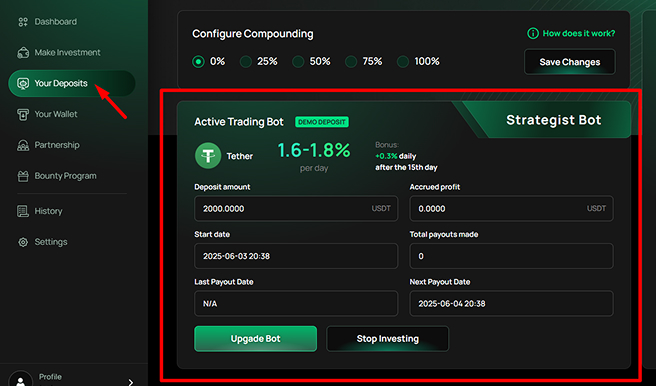 Dashboard
Make Investment
Your Deposits
Your Wallet
Partnership
Bounty Program
History
Settings
Profile
Configure Compounding
How does it work?
0% 25% 50% 75% 100%
Save Changes
Active Trading Bot DEMO DEPOSIT
Strategist Bot
Tether
1.6-1.8%
per day
Bonus:
+0.3% daily
after the 15th day
Deposit amount
2000.0000 USDT
Accrued profit
0.0000 USDT
Start date
2025-06-03 20:38
Total payouts made
0
Last Payout Date
N/A
Next Payout Date
2025-06-04 20:38
Upgade Bot
Stop Investing